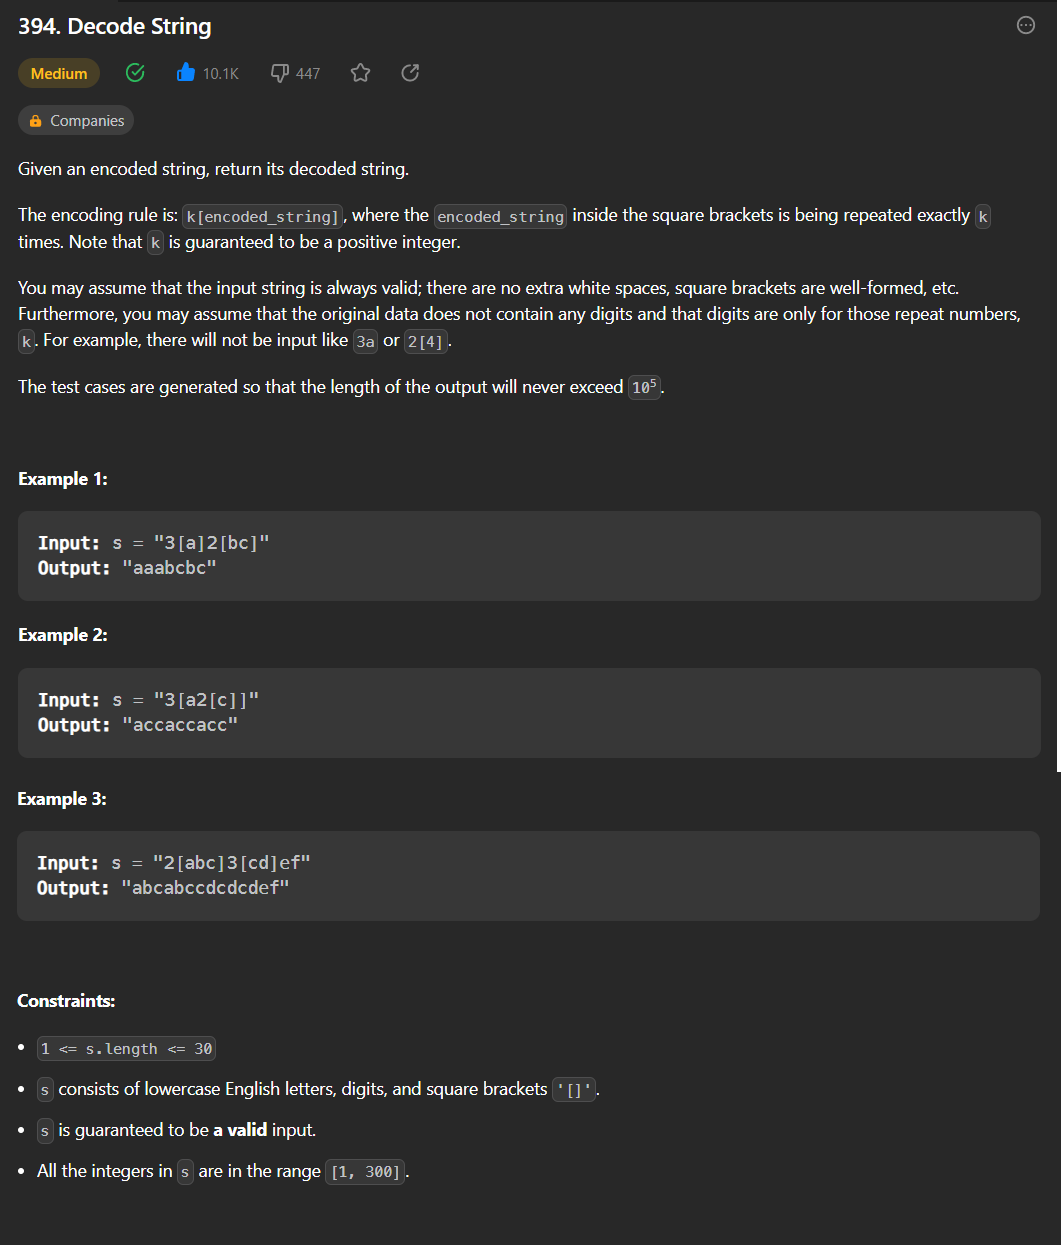 394. Decode String
Medium
10.1K
447
Companies
Given an encoded string, return its decoded string.
The encoding rule is: k[encoded_string], where the encoded_string inside the square brackets is being repeated exactly k
times. Note that k is guaranteed to be a positive integer.
You may assume that the input string is always valid; there are no extra white spaces, square brackets are well-formed, etc.
Furthermore, you may assume that the original data does not contain any digits and that digits are only for those repeat numbers,
k. For example, there will not be input like 3a or 2[4].
The test cases are generated so that the length of the output will never exceed 10⁵.
Example 1:
Input: s = "3[a]2[bc]"
Output: "aaabcbc"
Example 2:
Input: s = "3[a2[c]]"
Output: "accaccacc"
Example 3:
Input: s = "2[abc]3[cd]ef"
Output: "abcabccdcdcdef"
Constraints:
• 1 <= s.length <= 30
• s consists of lowercase English letters, digits, and square brackets '[]'.
• s is guaranteed to be a valid input.
• All the integers in s are in the range [1, 300].